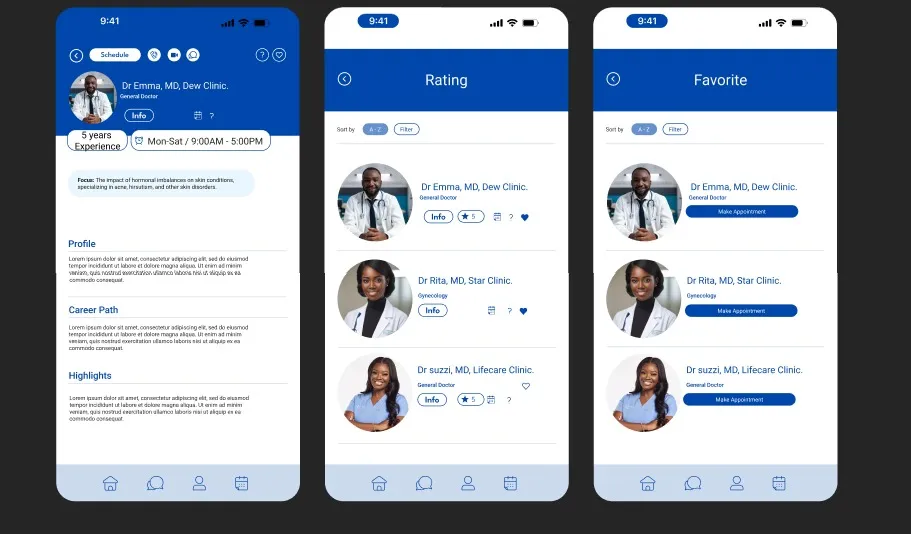 9:41
Schedule
?
Dr Emma, MD, Dew Clinic.
General Doctor
Info
?
5 years
Experience
Mon-Sat / 9:00AM - 5:00PM
Focus: The impact of hormonal imbalances on skin conditions,
specializing in acne, hirsutism, and other skin disorders.
Profile
Lorem ipsum dolor sit amet, consectetur adipiscing elit, sed do eiusmod
tempor incididunt ut labore et dolore magna aliqua. Ut enim ad minim
veniam, quis nostrud exercitation ullamco laboris nisi ut aliquip ex ea
commodo consequat.
Career Path
Lorem ipsum dolor sit amet, consectetur adipiscing elit, sed do eiusmod
tempor incididunt ut labore et dolore magna aliqua. Ut enim ad minim
veniam, quis nostrud exercitation ullamco laboris nisi ut aliquip ex ea
commodo consequat.
Highlights
Lorem ipsum dolor sit amet, consectetur adipiscing elit, sed do eiusmod
tempor incididunt ut labore et dolore magna aliqua. Ut enim ad minim
veniam, quis nostrud exercitation ullamco laboris nisi ut aliquip ex ea
commodo consequat.
9:41
Rating
Sort by
A - Z
Filter
Dr Emma, MD, Dew Clinic.
General Doctor
Info
5
?
Dr Rita, MD, Star Clinic.
Gynecology
Info
?
Dr suzzi, MD, Lifecare Clinic.
General Doctor
Info
5
?
9:41
Favorite
Sort by
A - Z
Filter
Dr Emma, MD, Dew Clinic.
General Doctor
Make Appointment
Dr Rita, MD, Star Clinic.
Gynecology
Make Appointment
Dr suzzi, MD, Lifecare Clinic.
General Doctor
Make Appointment